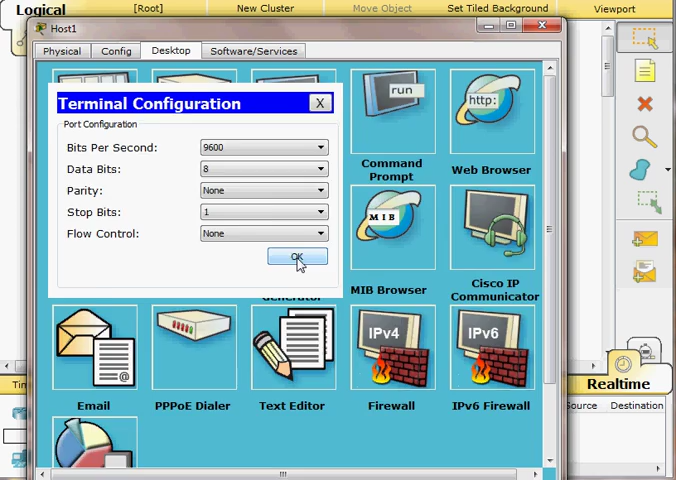 Logical
[Root]
New Cluster
Move Object
Set Tiled Background
Viewport
Host1
Physical
Config
Desktop
Software/Services
Terminal Configuration
X
Port Configuration
Bits Per Second:
9600
Data Bits:
8
Parity:
None
Stop Bits:
1
Flow Control:
None
OK
run
http:
Command
Prompt
Web Browser
MIB
MIB Browser
Cisco IP
Communicator
@
IPv4
IPv6
Email
PPPoE Dialer
Text Editor
Firewall
IPv6 Firewall
Realtime
Source
Destination